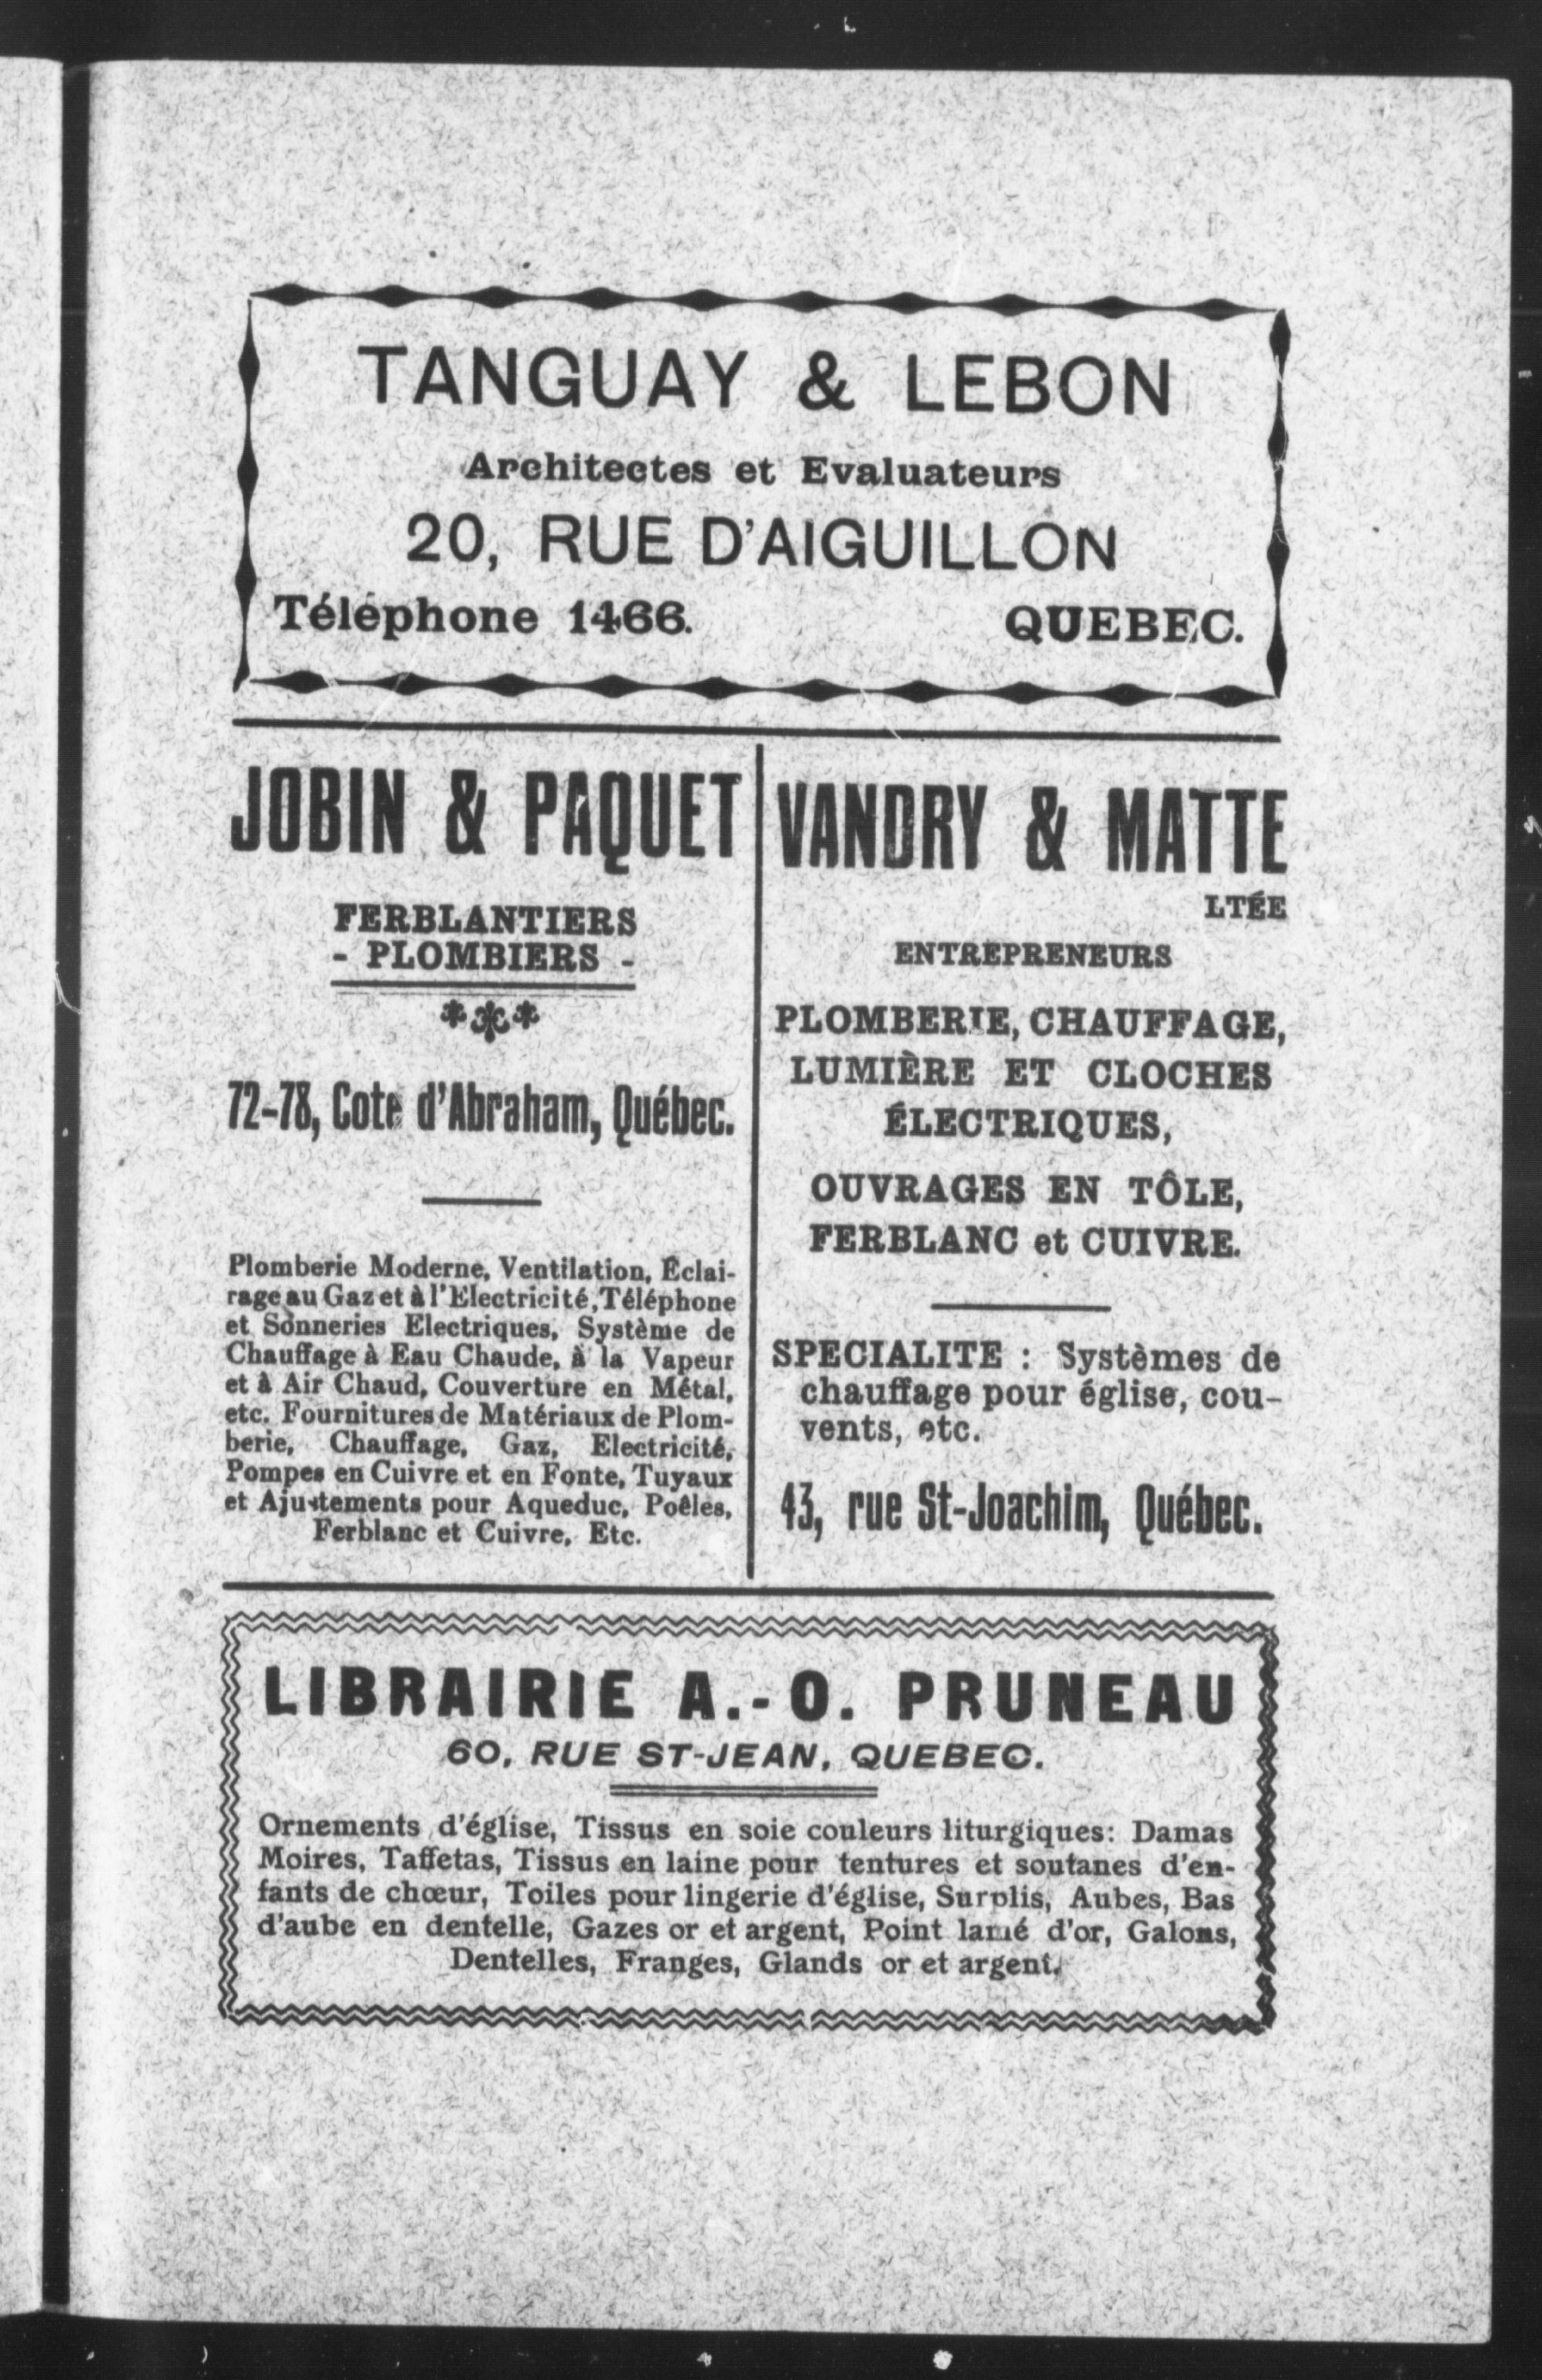 TANGUAY & LEBON
Architectes et Evaluateurs
20, RUE D'AIGUILLON
Téléphone 1466. QUEBEC.
JOBIN & PAQUET
FERBLANTIERS
- PLOMBIERS -
72-78, Cote d'Abraham, Québec.
Plomberie Moderne, Ventilation, Éclai-
rage au Gaz et à l'Electricité, Téléphone
et Sonneries Electriques, Système de
Chauffage à Eau Chaude, à la Vapeur
et à Air Chaud, Couverture en Métal,
etc. Fournitures de Matériaux de Plom-
berie, Chauffage, Gaz, Electricité,
Pompes en Cuivre et en Fonte, Tuyaux
et Ajustements pour Aqueduc, Poêles,
Ferblanc et Cuivre, Etc.
VANDRY & MATTE
LTÉE
ENTREPRENEURS
PLOMBERIE, CHAUFFAGE,
LUMIÈRE ET CLOCHES
ÉLECTRIQUES,
OUVRAGES EN TÔLE,
FERBLANC et CUIVRE.
SPECIALITE : Systèmes de
chauffage pour église, cou-
vents, etc.
43, rue St-Joachim, Québec.
LIBRAIRIE A.-O. PRUNEAU
60, RUE ST-JEAN, QUEBEC.
Ornements d'église, Tissus en soie couleurs liturgiques: Damas
Moires, Taffetas, Tissus en laine pour tentures et soutanes d'en-
fants de chœur, Toiles pour lingerie d'église, Surplis, Aubes, Bas
d'aube en dentelle, Gazes or et argent, Point lamé d'or, Galons,
Dentelles, Franges, Glands or et argent.